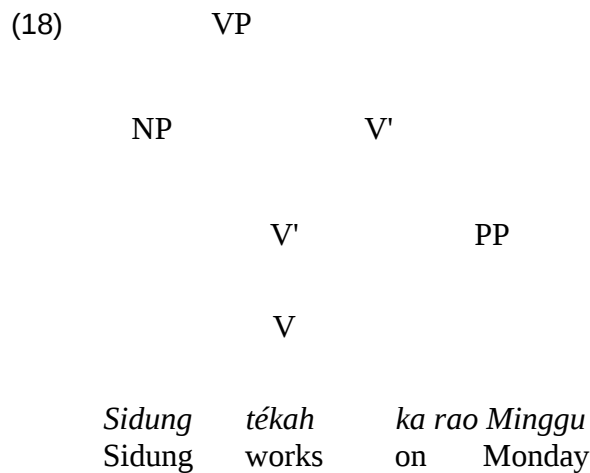 (18) VP
NP V'
V' PP
V
Sidung tékah ka rao Minggu
Sidung works on Monday